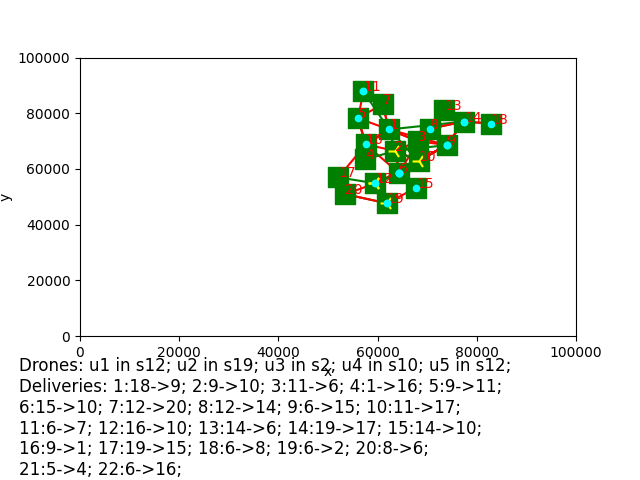 100000
80000
60000
40000
20000
0
y
0 20000 40000 60000 80000 100000
x
Drones: u1 in s12; u2 in s19; u3 in s2; u4 in s10; u5 in s12;
Deliveries: 1:18->9; 2:9->10; 3:11->6; 4:1->16; 5:9->11;
6:15->10; 7:12->20; 8:12->14; 9:6->15; 10:11->17;
11:6->7; 12:16->10; 13:14->6; 14:19->17; 15:14->10;
16:9->1; 17:19->15; 18:6->8; 19:6->2; 20:8->6;
21:5->4; 22:6->16;